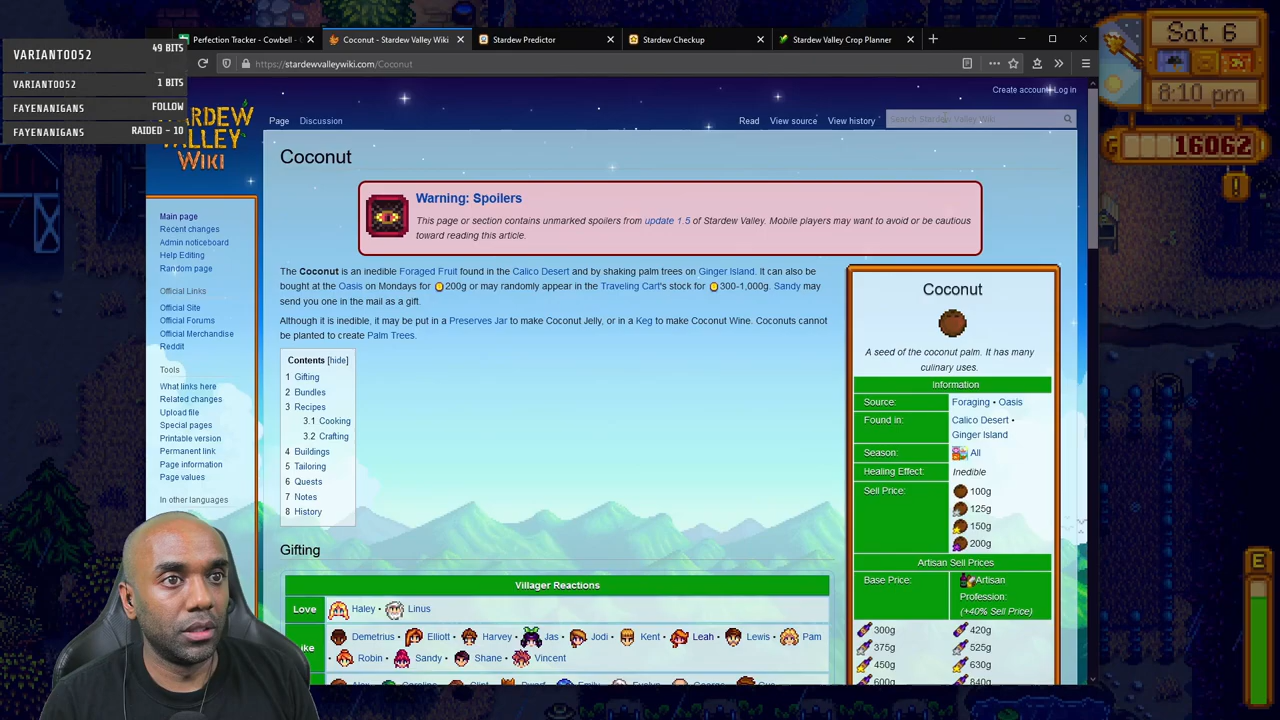 VARIANT0052 49 BITS
VARIANT0052 1 BITS
FAYENANIGANS FOLLOW
FAYENANIGANS RAIDED - 10
Perfection Tracker - Cowbell -
Coconut - Stardew Valley Wiki
Stardew Predictor
Stardew Checkup
Stardew Valley Crop Planner
https://stardewvalleywiki.com/Coconut
Sat. 6
8:10 pm
16062
STARDEW
VALLEY
WIKI
Create account Log in
Page Discussion Read View source View history Search Stardew Valley Wiki
Main page
Recent changes
Admin noticeboard
Help Editing
Random page
Official Links
Official Site
Official Forums
Official Merchandise
Reddit
Tools
What links here
Related changes
Upload file
Special pages
Printable version
Permanent link
Page information
Page values
In other languages
Coconut
Warning: Spoilers
This page or section contains unmarked spoilers from update 1.5 of Stardew Valley. Mobile players may want to avoid or be cautious
toward reading this article.
The Coconut is an inedible Foraged Fruit found in the Calico Desert and by shaking palm trees on Ginger Island. It can also be
bought at the Oasis on Mondays for 200g or may randomly appear in the Traveling Cart's stock for 300-1,000g. Sandy may
send you one in the mail as a gift.
Although it is inedible, it may be put in a Preserves Jar to make Coconut Jelly, or in a Keg to make Coconut Wine. Coconuts cannot
be planted to create Palm Trees.
Contents [hide]
1 Gifting
2 Bundles
3 Recipes
3.1 Cooking
3.2 Crafting
4 Buildings
5 Tailoring
6 Quests
7 Notes
8 History
Gifting
Villager Reactions
Love Haley • Linus
Like Demetrius • Elliott • Harvey • Jas • Jodi • Kent • Leah • Lewis • Pam
• Robin • Sandy • Shane • Vincent
Coconut
A seed of the coconut palm. It has many
culinary uses.
Information
Source: Foraging • Oasis
Found in: Calico Desert •
Ginger Island
Season: All
Healing Effect: Inedible
Sell Price: 100g
125g
150g
200g
Artisan Sell Prices
Base Price: Artisan
Profession:
(+40% Sell Price)
300g 420g
375g 525g
450g 630g
600g 840g
E